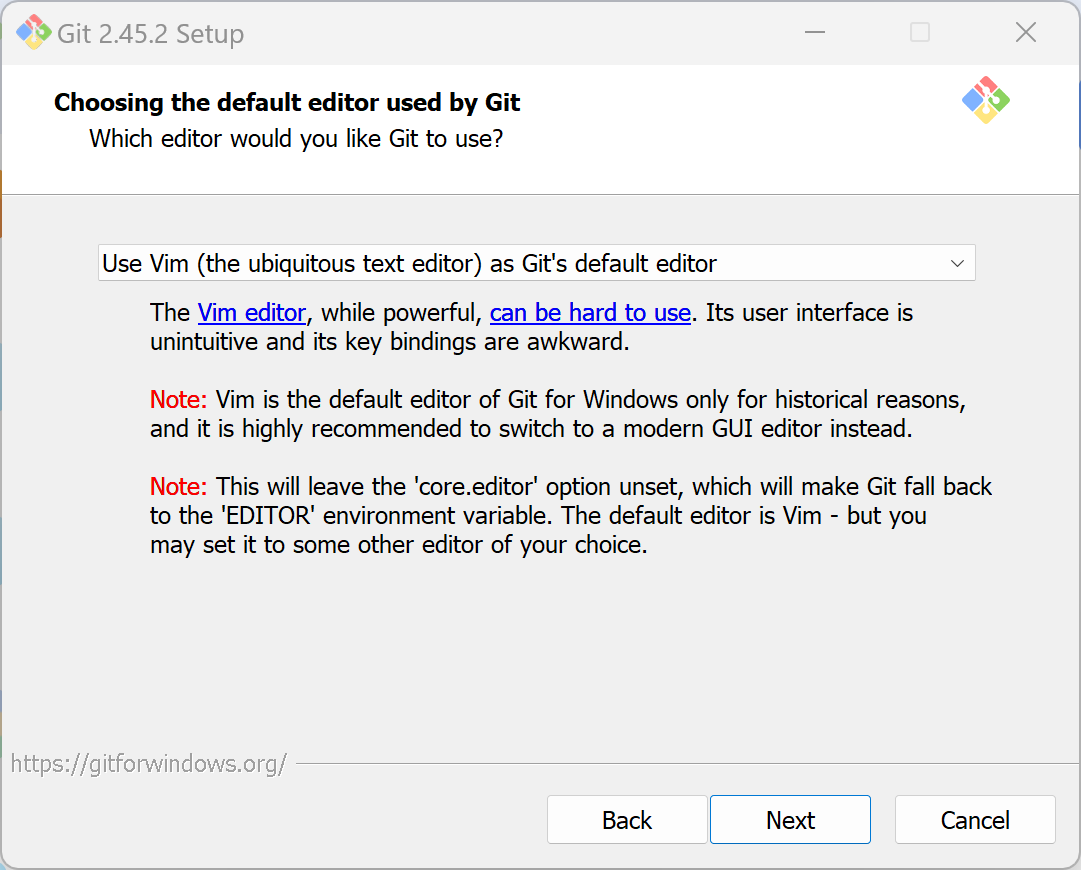 Git 2.45.2 Setup
Choosing the default editor used by Git
Which editor would you like Git to use?
Use Vim (the ubiquitous text editor) as Git's default editor
The Vim editor, while powerful, can be hard to use. Its user interface is
unintuitive and its key bindings are awkward.
Note: Vim is the default editor of Git for Windows only for historical reasons,
and it is highly recommended to switch to a modern GUI editor instead.
Note: This will leave the 'core.editor' option unset, which will make Git fall back
to the 'EDITOR' environment variable. The default editor is Vim - but you
may set it to some other editor of your choice.
https://gitforwindows.org/
Back Next Cancel